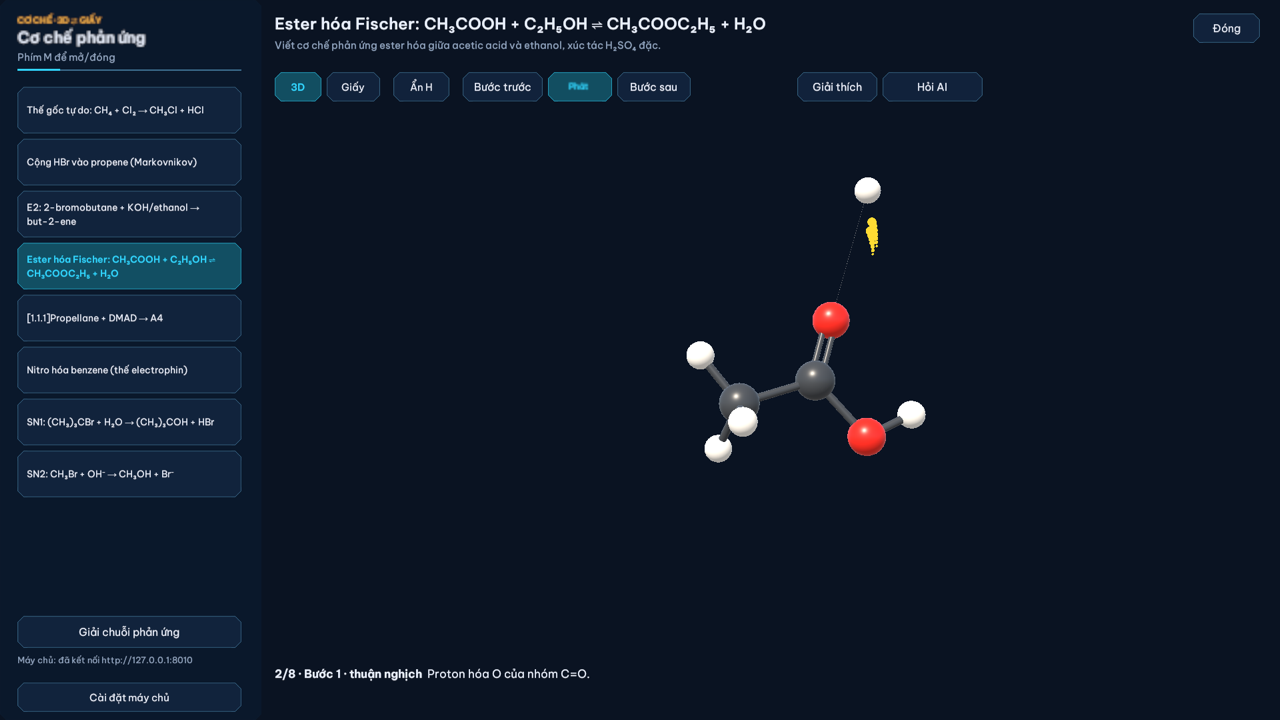 CƠ CHẾ · 3D ⇌ GIẤY
Cơ chế phản ứng
Phím M để mở/đóng
Thế gốc tự do: CH₄ + Cl₂ → CH₃Cl + HCl
Cộng HBr vào propene (Markovnikov)
E2: 2-bromobutane + KOH/ethanol →
but-2-ene
Ester hóa Fischer: CH₃COOH + C₂H₅OH ⇌
CH₃COOC₂H₅ + H₂O
[1.1.1]Propellane + DMAD → A4
Nitro hóa benzene (thế electrophin)
SN1: (CH₃)₃CBr + H₂O → (CH₃)₃COH + HBr
SN2: CH₃Br + OH⁻ → CH₃OH + Br⁻
Giải chuỗi phản ứng
Máy chủ: đã kết nối http://127.0.0.1:8010
Cài đặt máy chủ
Ester hóa Fischer: CH₃COOH + C₂H₅OH ⇌ CH₃COOC₂H₅ + H₂O
Viết cơ chế phản ứng ester hóa giữa acetic acid và ethanol, xúc tác H₂SO₄ đặc.
Đóng
3D Giấy Ẩn H Bước trước Phát Bước sau Giải thích Hỏi AI
2/8 · Bước 1 · thuận nghịch Proton hóa O của nhóm C=O.